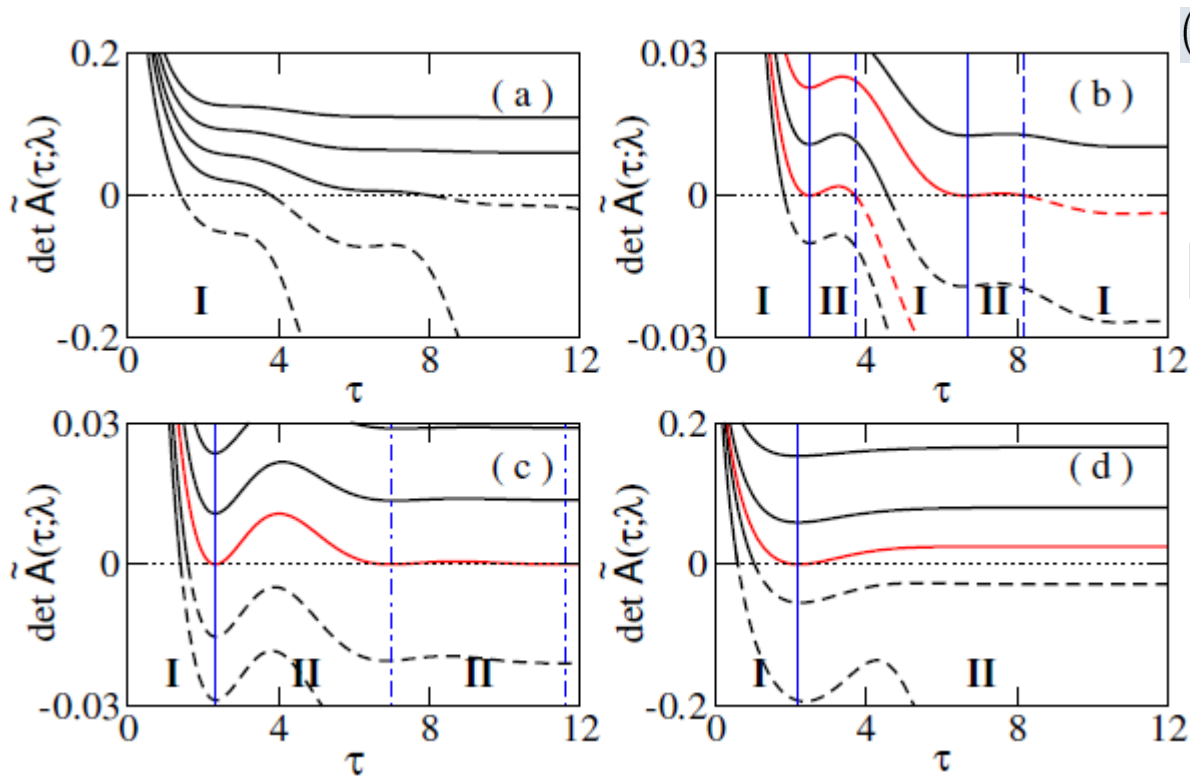 (
0.2
( a )
0
-0.2
det Ã(τ;λ)
I
0 4 8 12
τ
0.03
( b )
0
-0.03
det Ã(τ;λ)
I II I II I
0 4 8 12
τ
0.03
( c )
0
-0.03
det Ã(τ;λ)
I II II
0 4 8 12
τ
0.2
( d )
0
-0.2
det Ã(τ;λ)
I II
0 4 8 12
τ